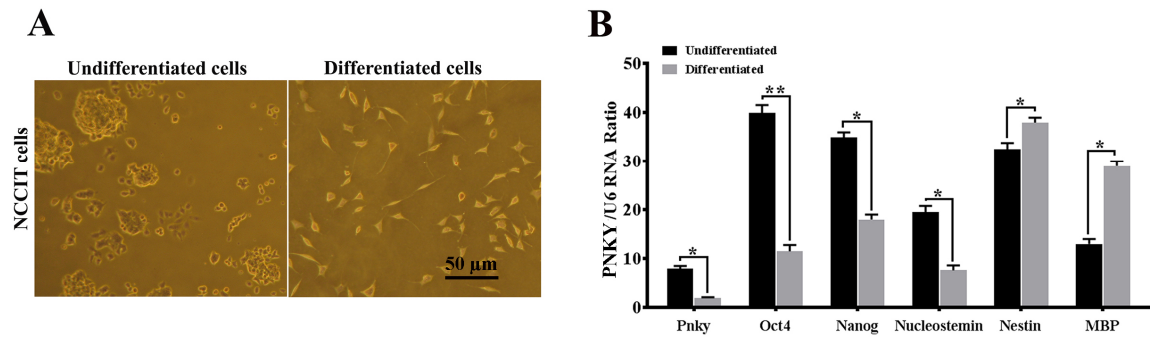 A
Undifferentiated cells
Differentiated cells
NCCIT cells
50 µm
B
Undifferentiated
Differentiated
PNKY/U6 RNA Ratio
50
40
30
20
10
0
*
**
*
*
*
*
Pnky
Oct4
Nanog
Nucleostemin
Nestin
MBP